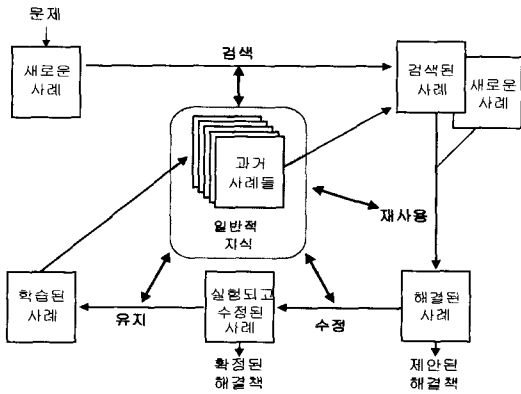 문제
검색
새로운
사례
검색된
사례
새로운
사례
과거
사례들
일반적
지식
재사용
학습된
사례
유지
실험되고
수정된
사례
수정
해결된
사례
확정된
해결책
제안된
해결책